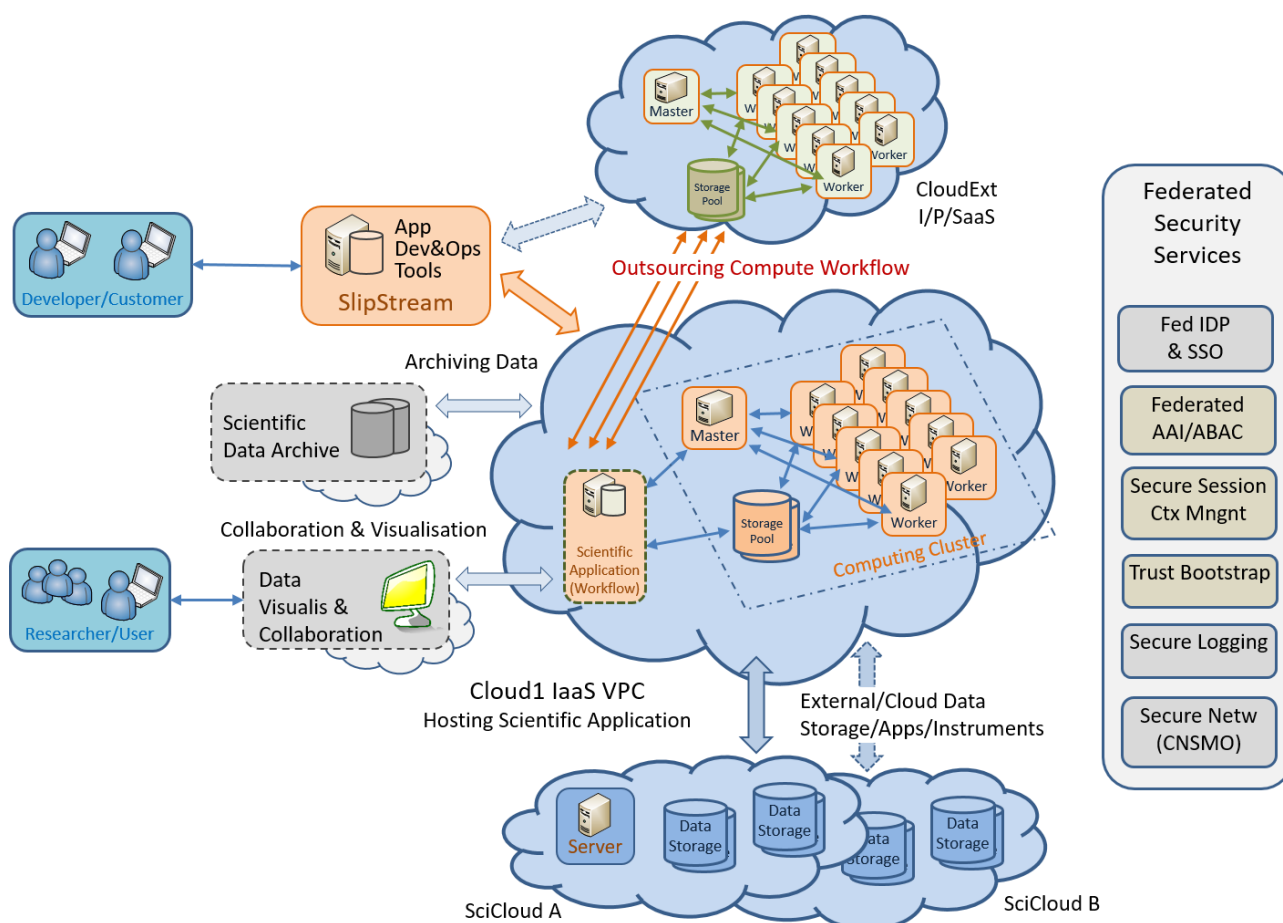 Master
Worker
Worker
Storage
Pool
CloudExt
I/P/SaaS
Developer/Customer
App
Dev&Ops
Tools
SlipStream
Outsourcing Compute Workflow
Archiving Data
Scientific
Data Archive
Master
Worker
Worker
Storage
Pool
Computing Cluster
Scientific
Application
(Workflow)
Collaboration & Visualisation
Data
Visualis &
Collaboration
Researcher/User
Cloud1 IaaS VPC
Hosting Scientific Application
External/Cloud Data
Storage/Apps/Instruments
Server
Data
Storage
Data
Storage
Data
Storage
Data
Storage
SciCloud A
SciCloud B
Federated
Security
Services
Fed IDP
& SSO
Federated
AAI/ABAC
Secure Session
Ctx Mngnt
Trust Bootstrap
Secure Logging
Secure Netw
(CNSMO)